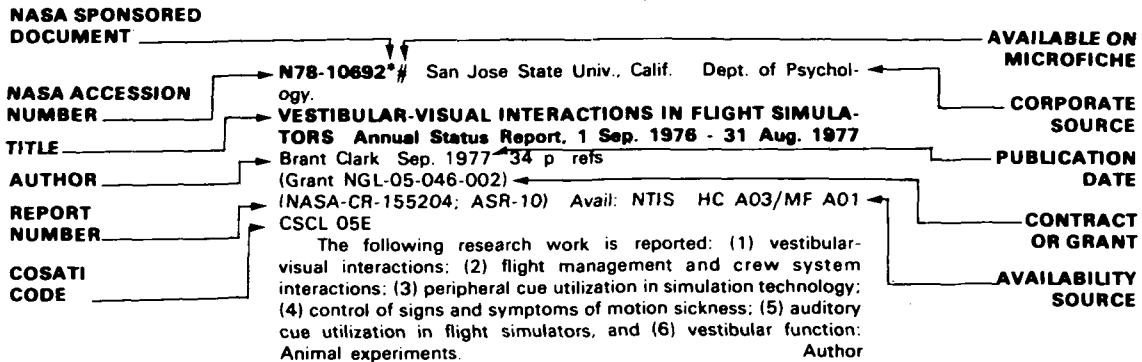 NASA SPONSORED
DOCUMENT
AVAILABLE ON
MICROFICHE
N78-10692*# San Jose State Univ., Calif. Dept. of Psychol-
ogy.
NASA ACCESSION
NUMBER
CORPORATE
SOURCE
VESTIBULAR-VISUAL INTERACTIONS IN FLIGHT SIMULA-
TORS Annual Status Report, 1 Sep. 1976 - 31 Aug. 1977
TITLE
Brant Clark Sep. 1977 34 p refs
PUBLICATION
DATE
AUTHOR
(Grant NGL-05-046-002)
(NASA-CR-155204; ASR-10) Avail: NTIS HC A03/MF A01
REPORT
NUMBER
CONTRACT
OR GRANT
CSCL 05E
The following research work is reported: (1) vestibular-
visual interactions; (2) flight management and crew system
interactions; (3) peripheral cue utilization in simulation technology;
(4) control of signs and symptoms of motion sickness; (5) auditory
cue utilization in flight simulators, and (6) vestibular function:
Animal experiments. Author
COSATI
CODE
AVAILABILITY
SOURCE